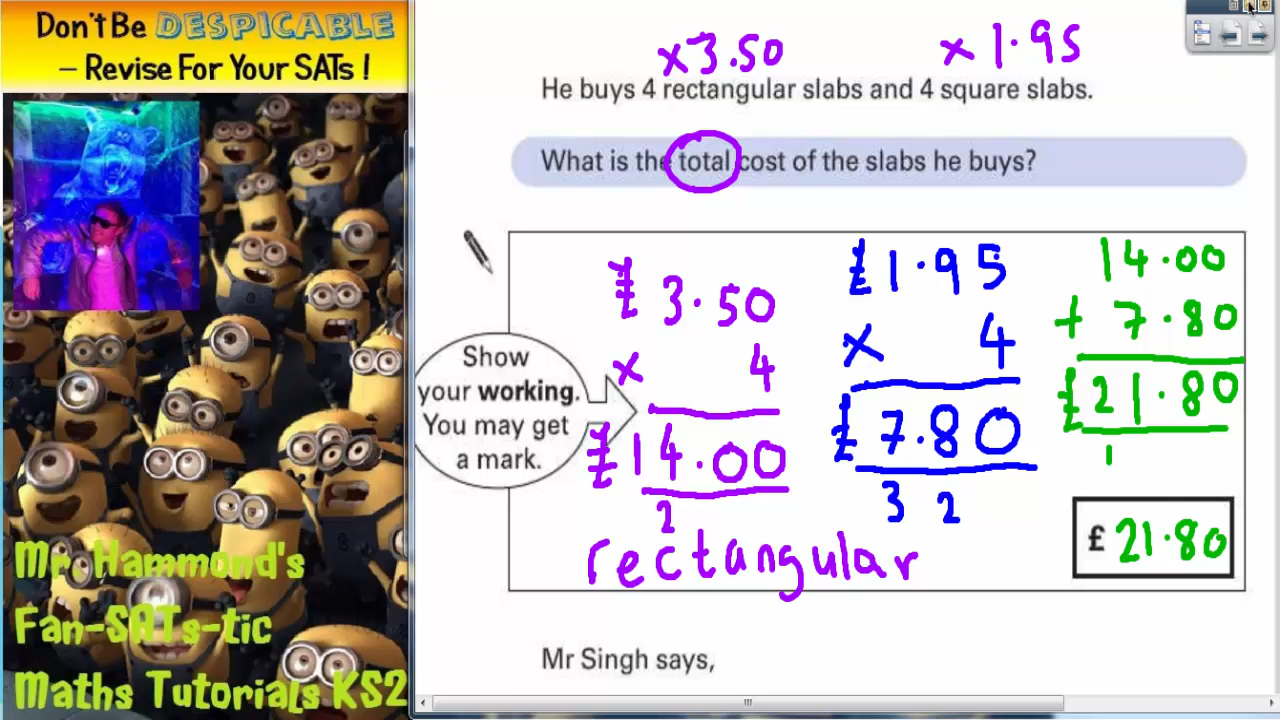 Don't Be DESPICABLE
– Revise For Your SATs !
Mr. Hammond's
Fan-SATs-tic
Maths Tutorials KS2
x3.50 x 1.95
He buys 4 rectangular slabs and 4 square slabs.
What is the total cost of the slabs he buys?
Show
your working.
You may get
a mark.
£3.50
x 4
£14.00
2
rectangular
£1.95
x 4
£7.80
3 2
14.00
+ 7.80
£21.80
1
£ 21.80
Mr Singh says,